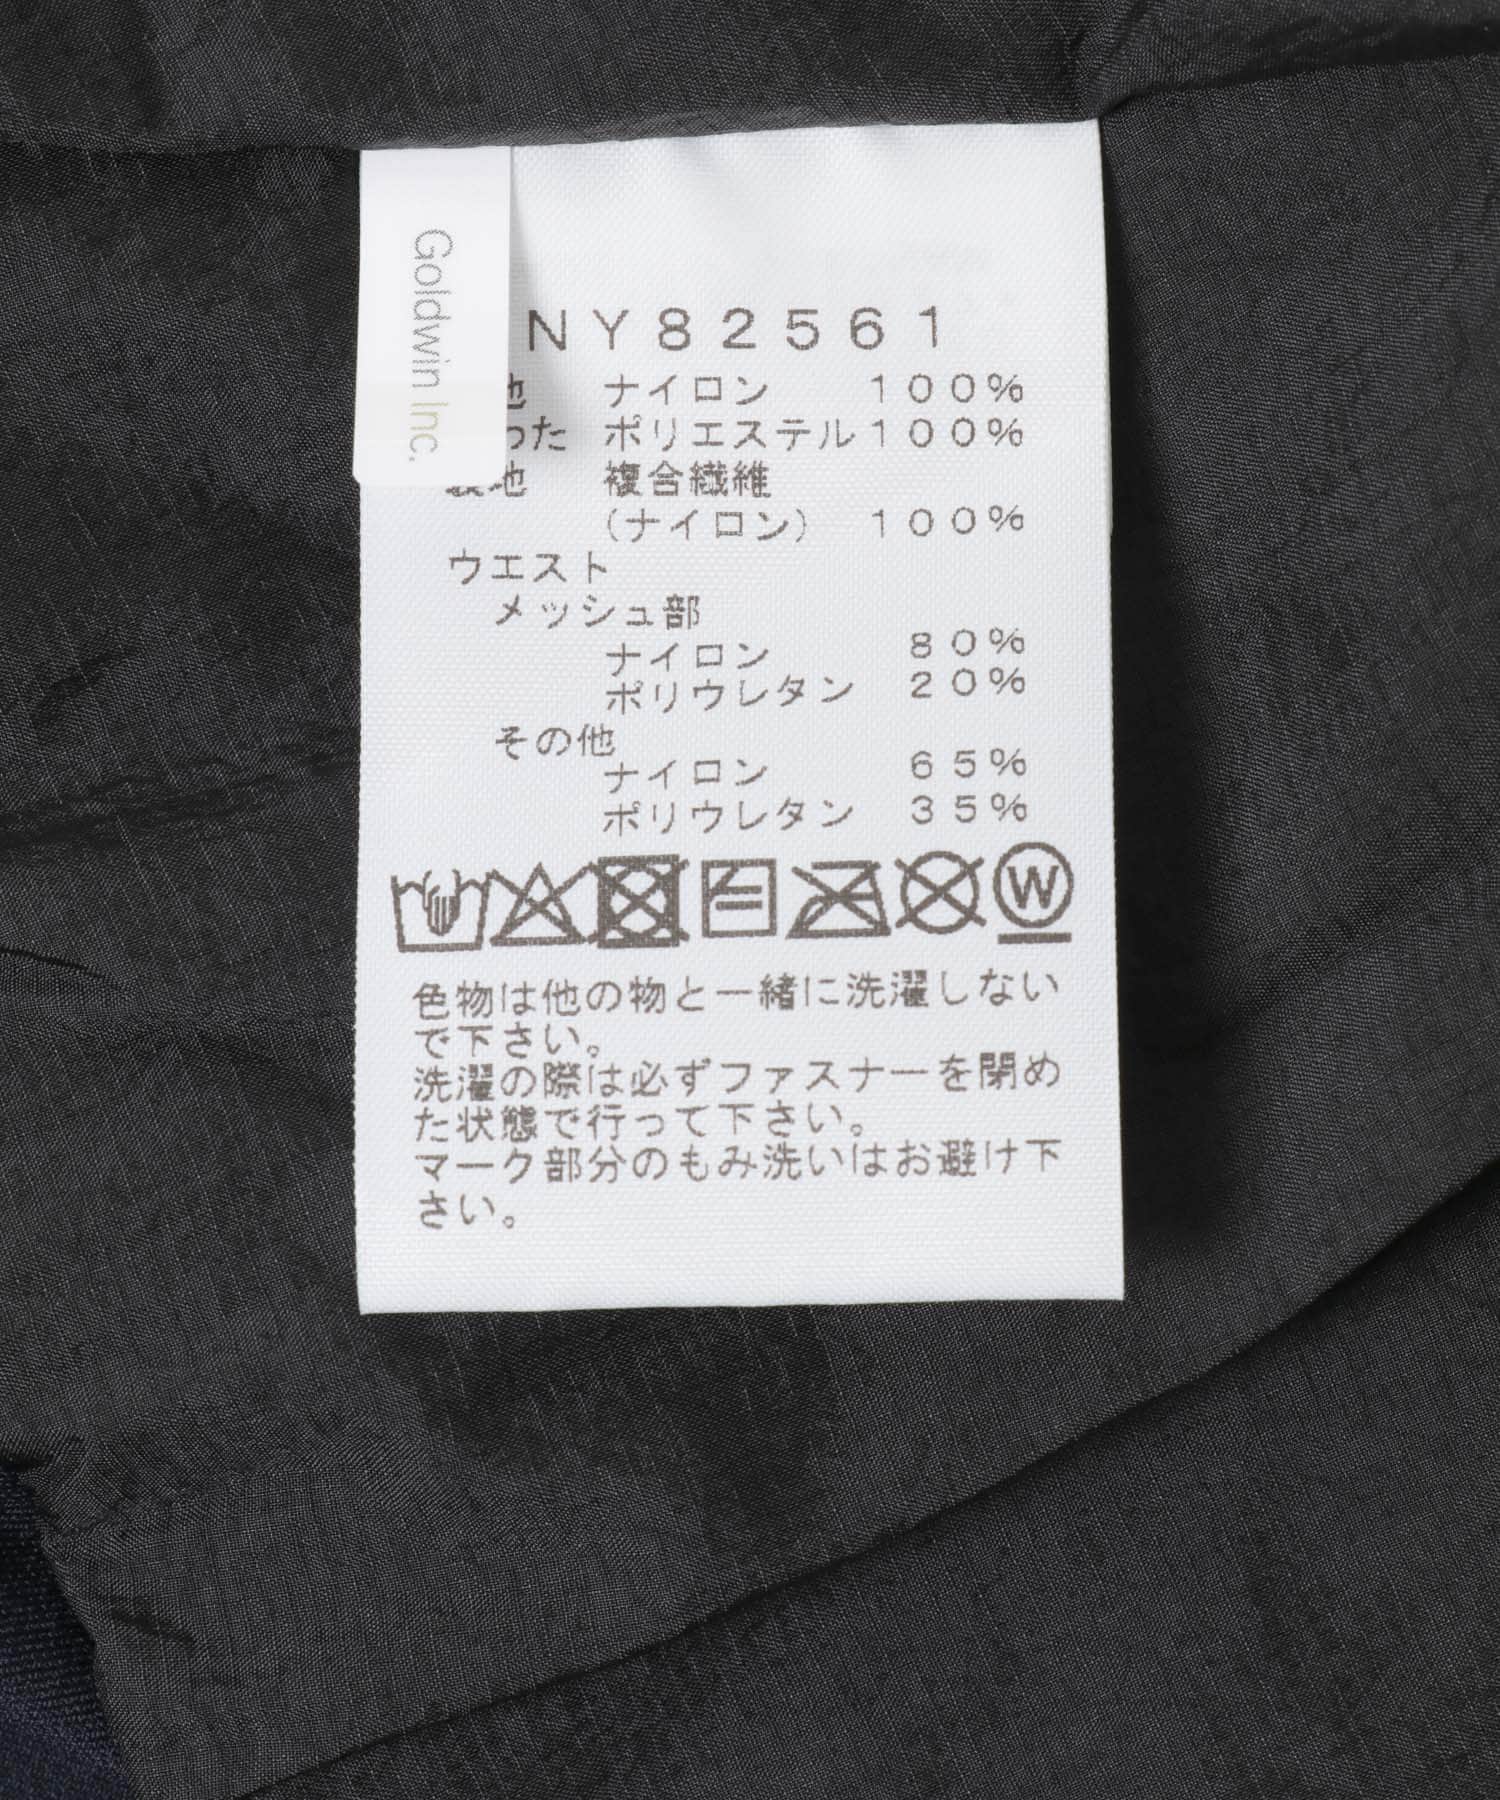 Goldwin Inc.
NY82561
地 ナイロン 100%
わた ポリエステル100%
裏地 複合繊維
(ナイロン) 100%
ウエスト
メッシュ部
ナイロン 80%
ポリウレタン 20%
その他
ナイロン 65%
ポリウレタン 35%
W
色物は他の物と一緒に洗濯しない
で下さい。
洗濯の際は必ずファスナーを閉め
た状態で行って下さい。
マーク部分のもみ洗いはお避け下
さい。